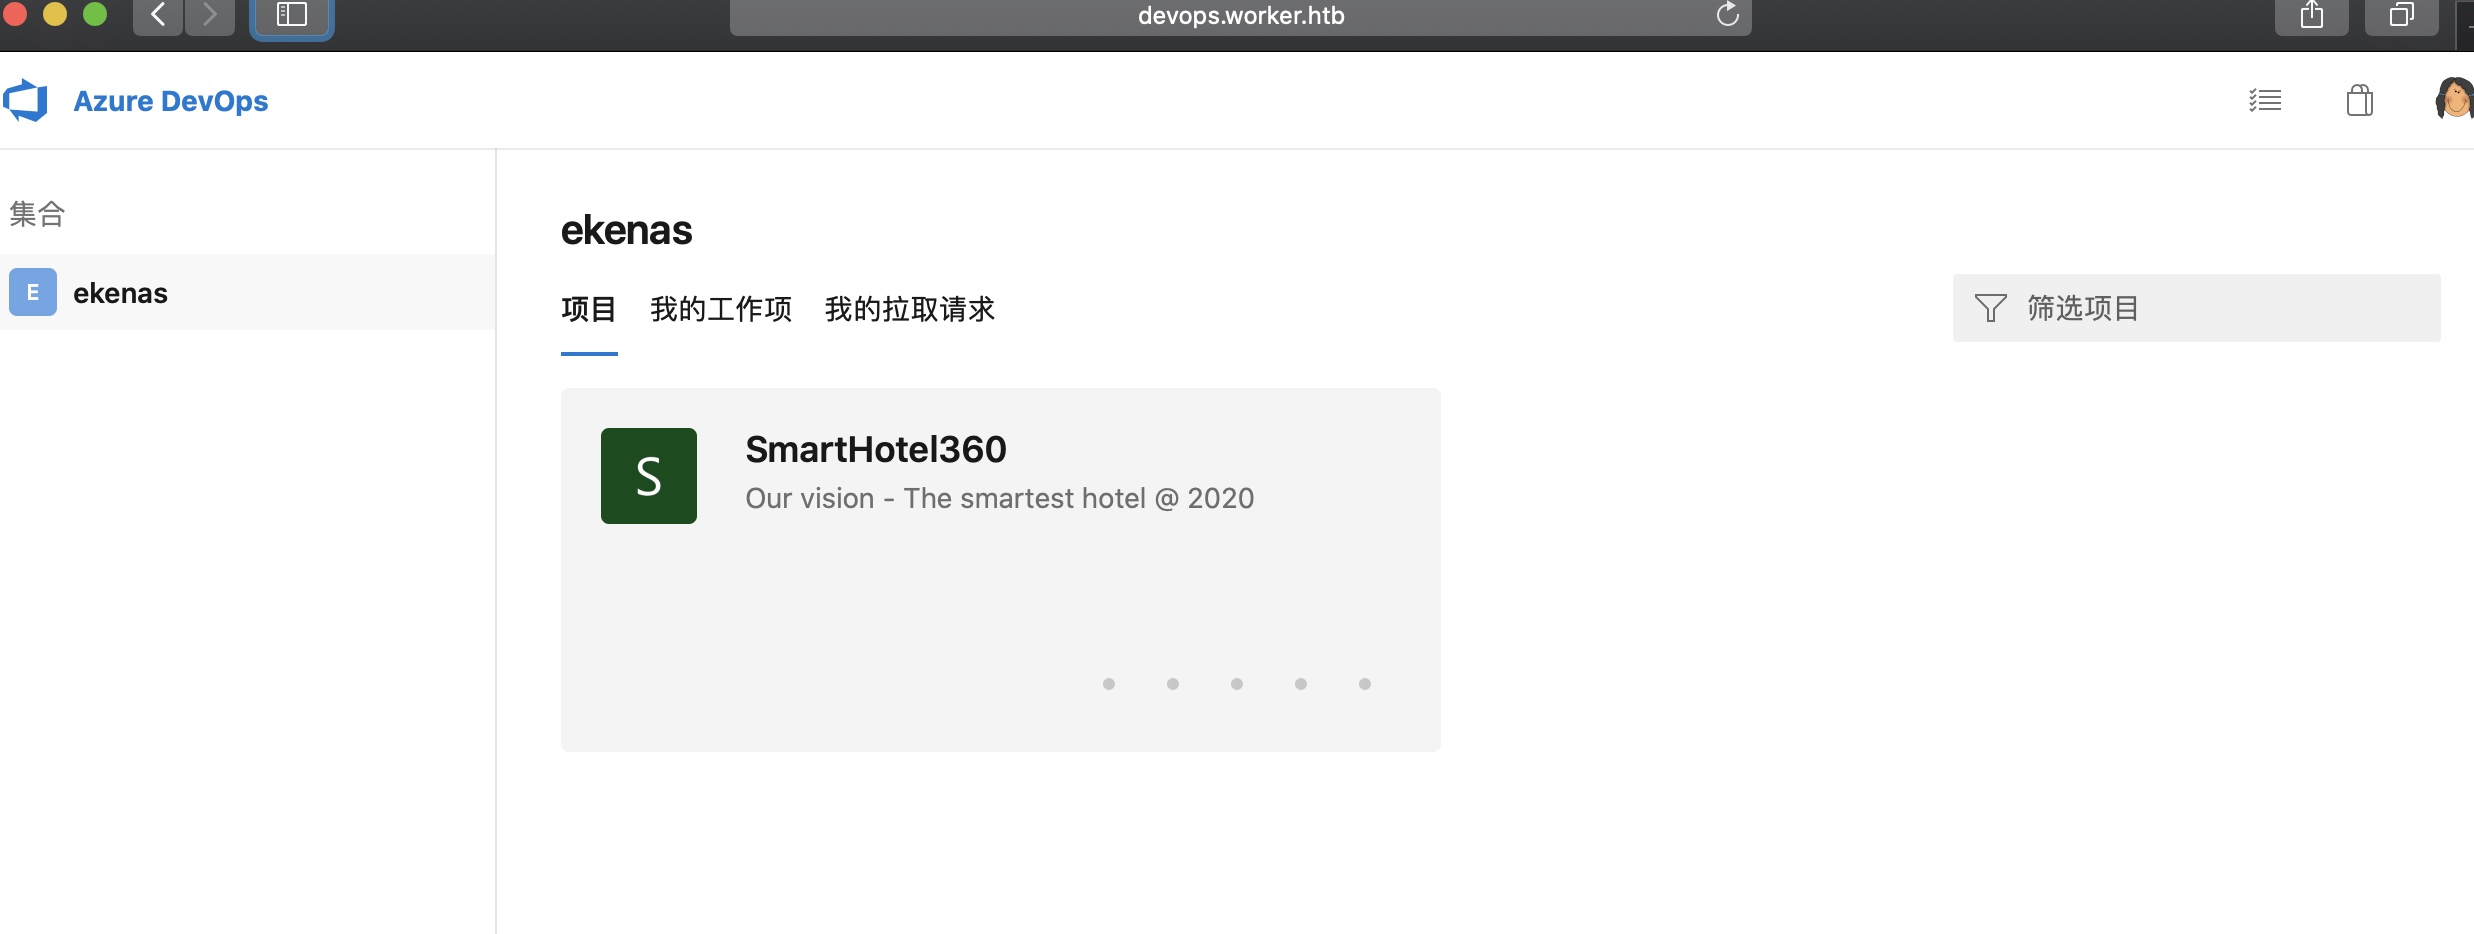 devops.worker.htb
Azure DevOps
集合
E ekenas
ekenas
项目 我的工作项 我的拉取请求
筛选项目
S
SmartHotel360
Our vision - The smartest hotel @ 2020